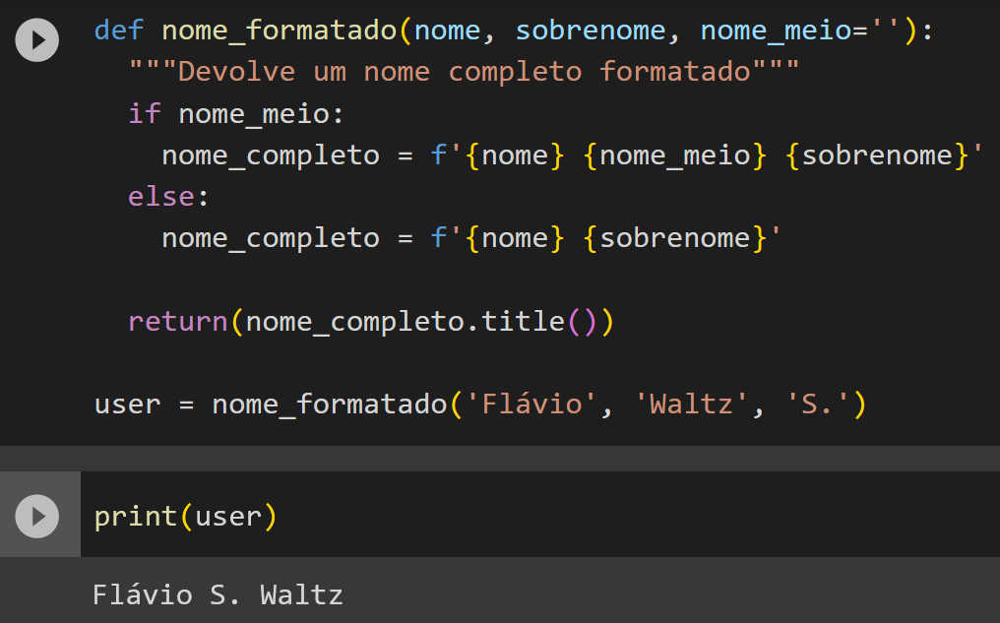 def nome_formatado(nome, sobrenome, nome_meio=''):
  """Devolve um nome completo formatado"""
  if nome_meio:
    nome_completo = f'{nome} {nome_meio} {sobrenome}'
  else:
    nome_completo = f'{nome} {sobrenome}'
  return(nome_completo.title())
user = nome_formatado('Flávio', 'Waltz', 'S.')
print(user)
Flávio S. Waltz